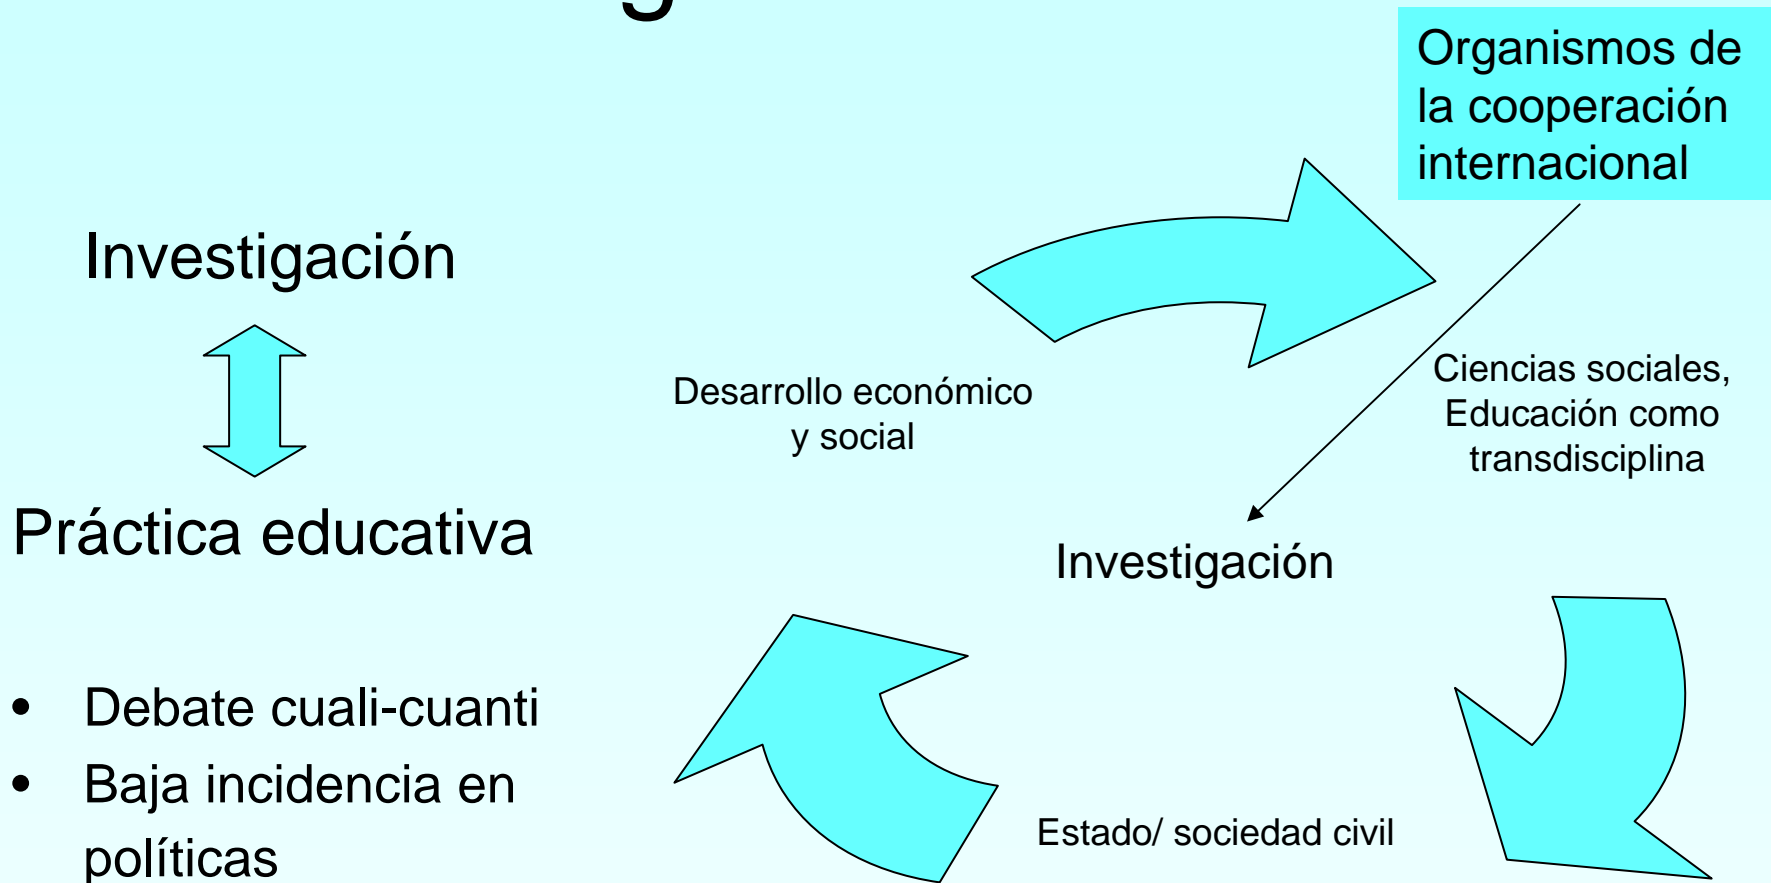 Organismos de
la cooperación
internacional
Investigación
Práctica educativa
• Debate cuali-cuanti
• Baja incidencia en
políticas
Desarrollo económico
y social
Ciencias sociales,
Educación como
transdisciplina
Investigación
Estado/ sociedad civil